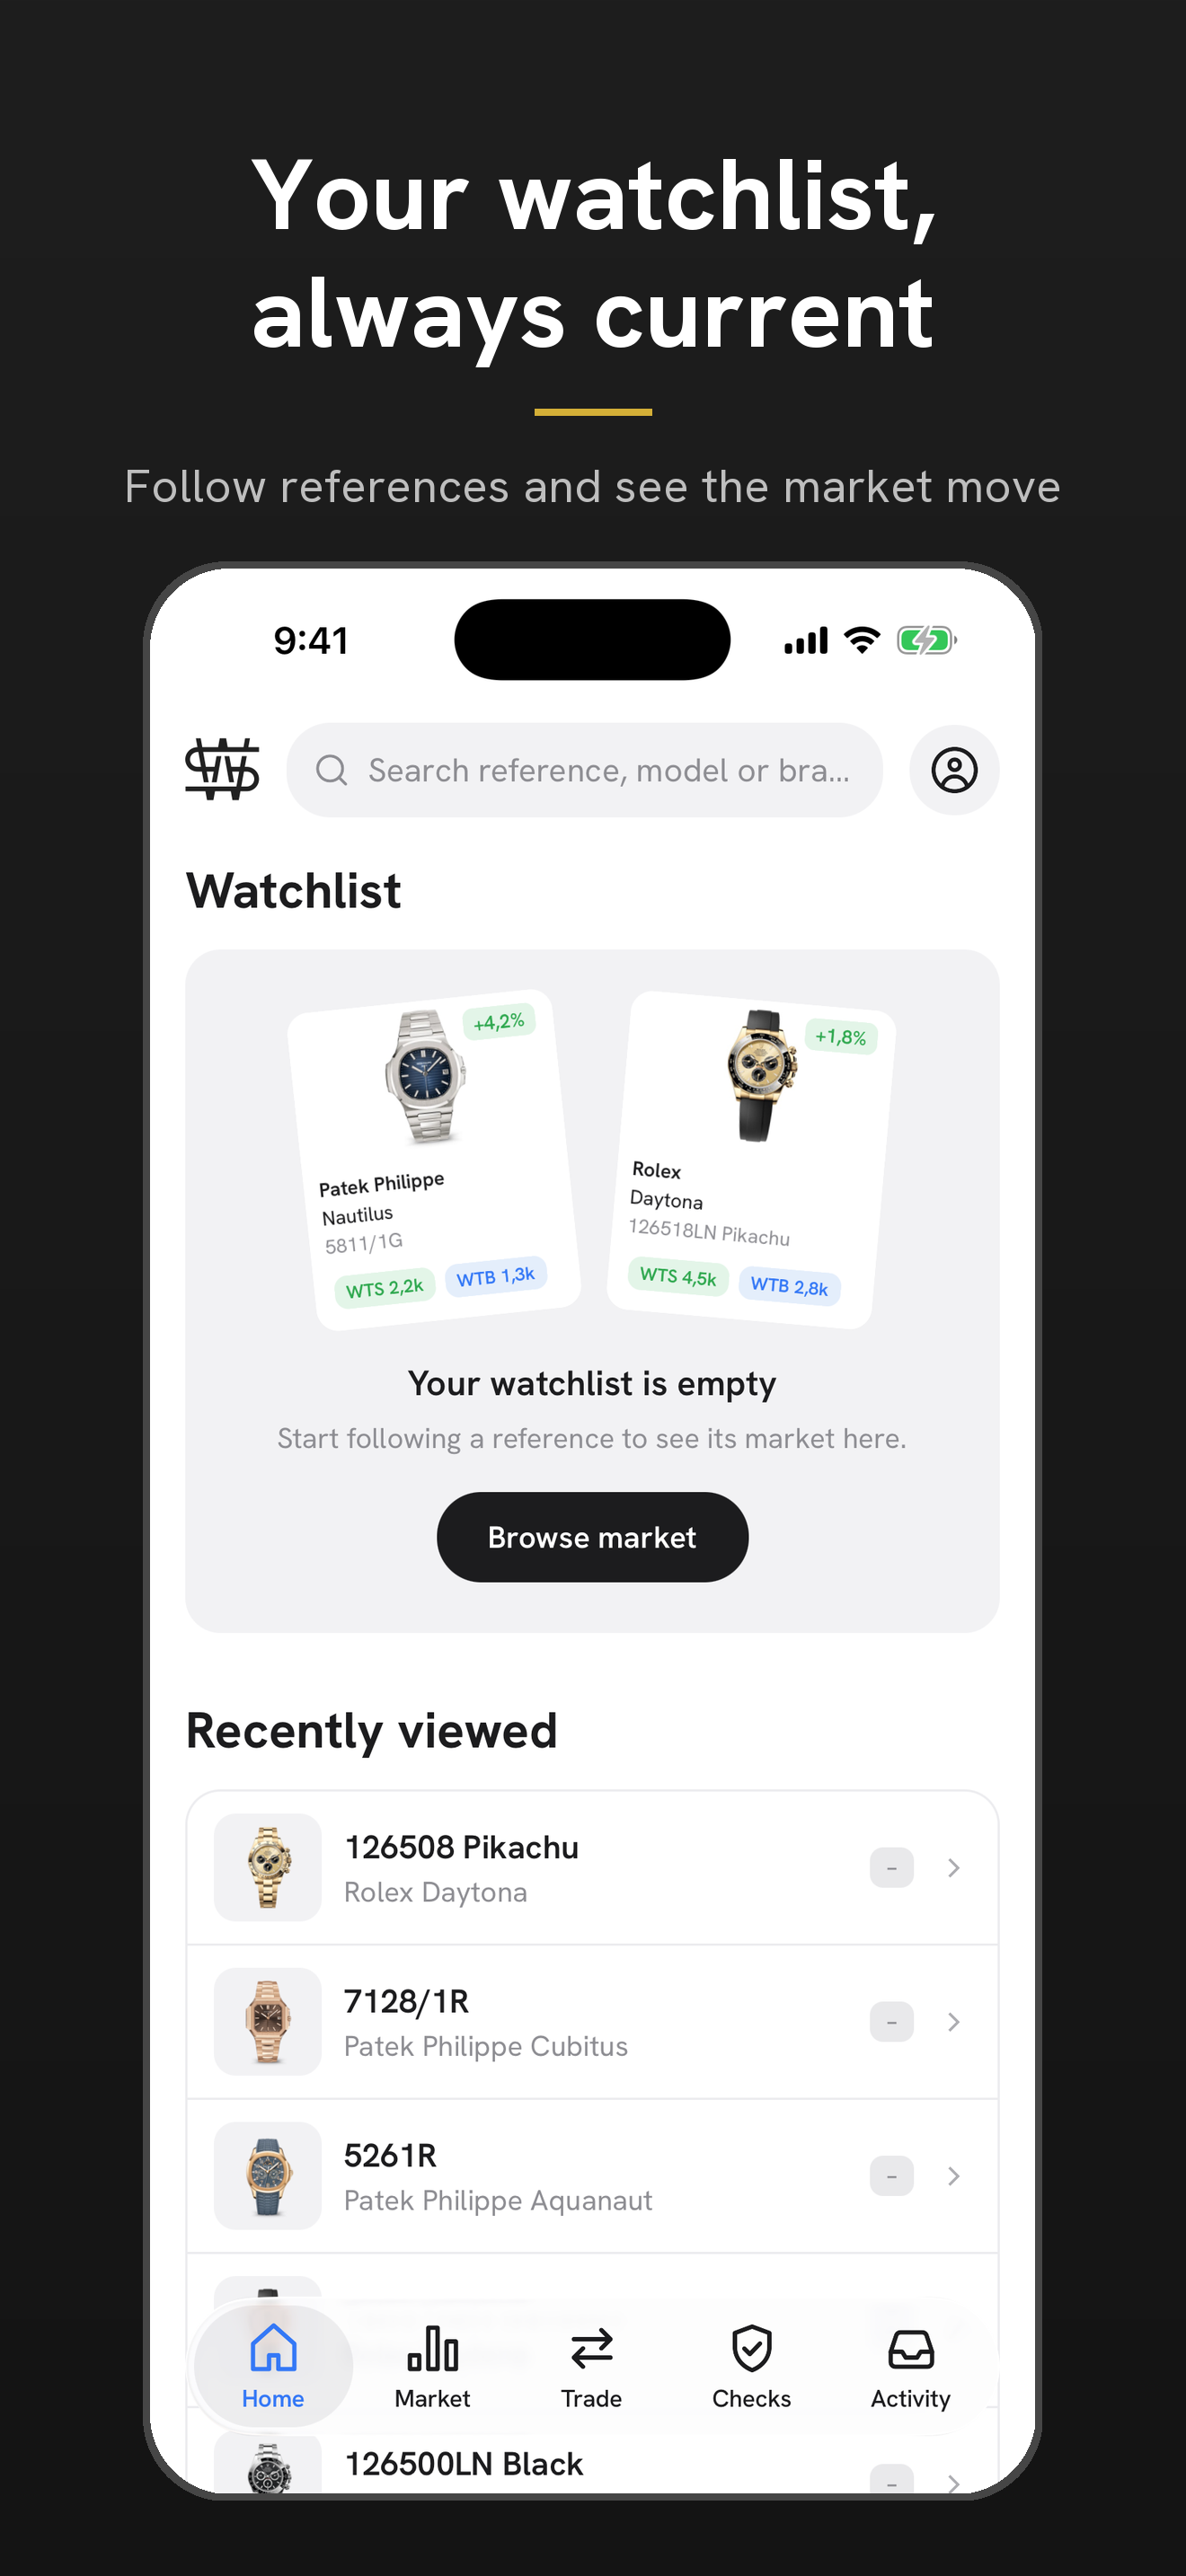 Your watchlist,
always current
Follow references and see the market move
9:41
Search reference, model or bra...
Watchlist
+4,2%
Patek Philippe
Nautilus
5811/1G
WTS 2,2k
WTB 1,3k
+1,8%
Rolex
Daytona
126518LN Pikachu
WTS 4,5k
WTB 2,8k
Your watchlist is empty
Start following a reference to see its market here.
Browse market
Recently viewed
126508 Pikachu
Rolex Daytona
-
7128/1R
Patek Philippe Cubitus
-
5261R
Patek Philippe Aquanaut
-
Home
Market
Trade
Checks
Activity
126500LN Black
-